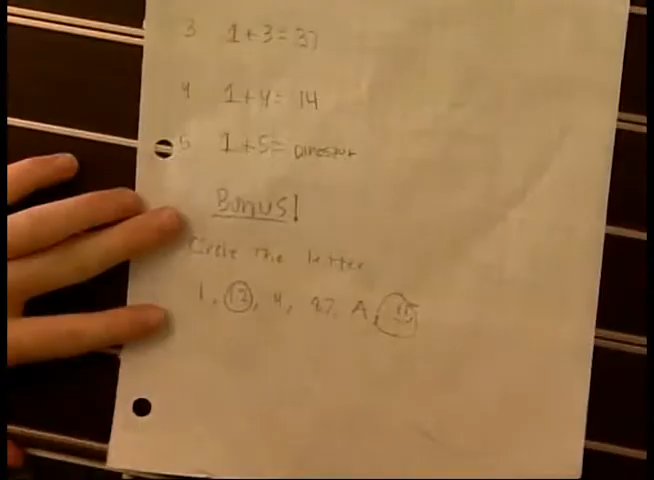 3 1+3=37
4 1+4= 14
5 1+5= Dinosaur
Bonus!
Circle the letter
1, 12, 4, 87, A, 15